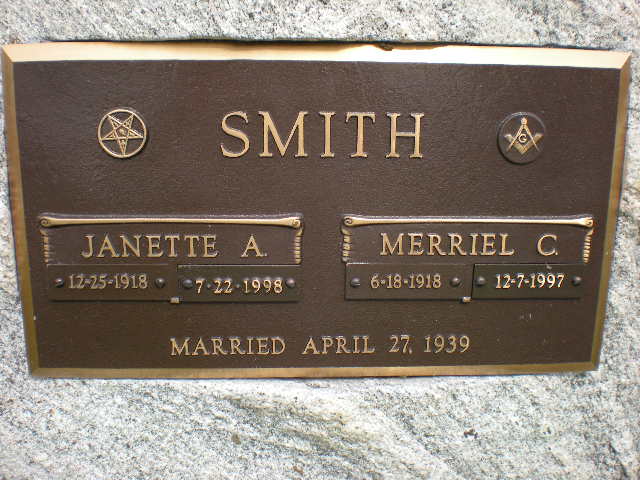 SMITH
G
JANETTE A.
12-25-1918 7-22-1998
MERRIEL C.
6-18-1918 12-7-1997
MARRIED APRIL 27, 1939